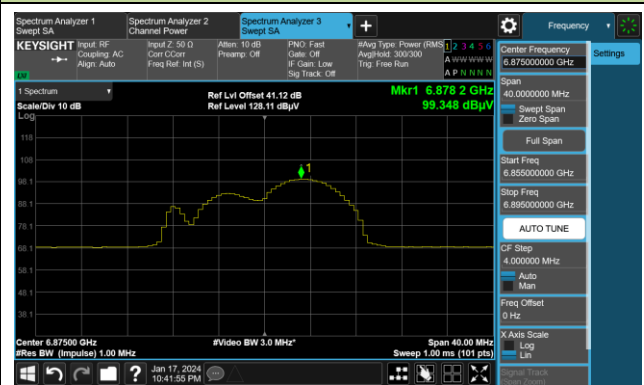 Spectrum Analyzer 1
Swept SA
Spectrum Analyzer 2
Channel Power
Spectrum Analyzer 3
Swept SA
Frequency
KEYSIGHT
Input: RF
Coupling: AC
Align: Auto
Input Z: 50 Ω
Corr CCorr
Freq Ref: Int (S)
Atten: 10 dB
Preamp: Off
PNO: Fast
Gate: Off
IF Gain: Low
Sig Track: Off
#Avg Type: Power (RMS
Avg|Hold: 300/300
Trig: Free Run
1 2 3 4 5 6
A W W W W W
A P N N N N
1 Spectrum
Scale/Div 10 dB
Log
Ref Lvl Offset 41.12 dB
Ref Level 128.11 dBµV
Mkr1 6.878 2 GHz
99.348 dBµV
118
108
98.1
88.1
78.1
68.1
58.1
48.1
38.1
1
Center 6.87500 GHz
#Res BW (Impulse) 1.00 MHz
#Video BW 3.0 MHz*
Span 40.00 MHz
Sweep 1.00 ms (101 pts)
Jan 17, 2024
10:41:55 PM
Center Frequency
6.875000000 GHz
Settings
Span
40.0000000 MHz
Swept Span
Zero Span
Full Span
Start Freq
6.855000000 GHz
Stop Freq
6.895000000 GHz
AUTO TUNE
CF Step
4.000000 MHz
Auto
Man
Freq Offset
0 Hz
X Axis Scale
Log
Lin
Signal Track
(Span Zoom)